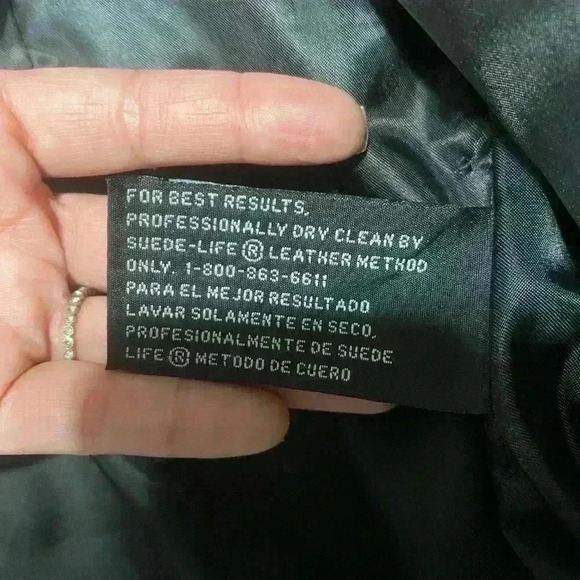 FOR BEST RESULTS,
PROFESSIONALLY DRY CLEAN BY
SUEDE-LIFE ® LEATHER METHOD
ONLY. 1-800-863-6611
PARA EL MEJOR RESULTADO
LAVAR SOLAMENTE EN SECO,
PROFESIONALMENTE DE SUEDE
LIFE ® METODO DE CUERO